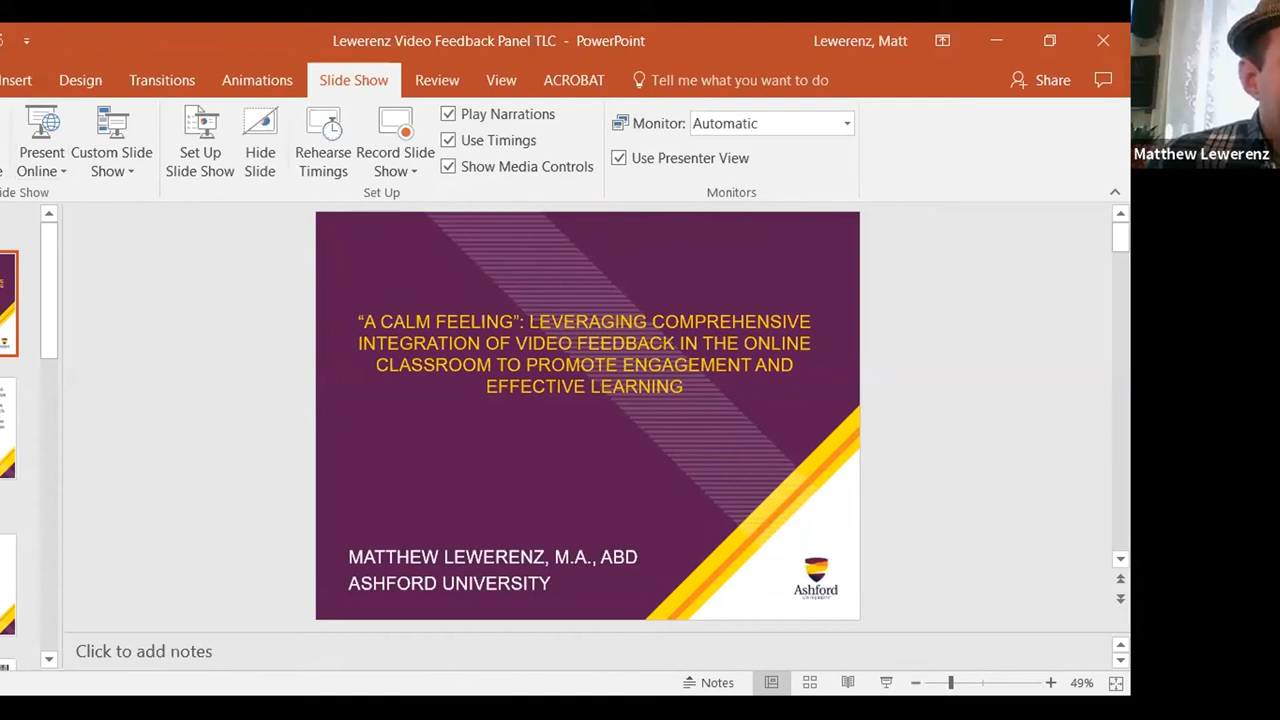 Lewerenz Video Feedback Panel TLC - PowerPoint
Lewerenz, Matt
Insert
Design
Transitions
Animations
Slide Show
Review
View
ACROBAT
Tell me what you want to do
Share
Present
Online
Custom Slide
Show
Set Up
Slide Show
Hide
Slide
Rehearse
Timings
Record Slide
Show
Play Narrations
Use Timings
Show Media Controls
Monitor:
Automatic
Use Presenter View
Set Up
Monitors
Matthew Lewerenz
“A CALM FEELING”: LEVERAGING COMPREHENSIVE
INTEGRATION OF VIDEO FEEDBACK IN THE ONLINE
CLASSROOM TO PROMOTE ENGAGEMENT AND
EFFECTIVE LEARNING
MATTHEW LEWERENZ, M.A., ABD
ASHFORD UNIVERSITY
Ashford
UNIVERSITY
Click to add notes
Notes
49%